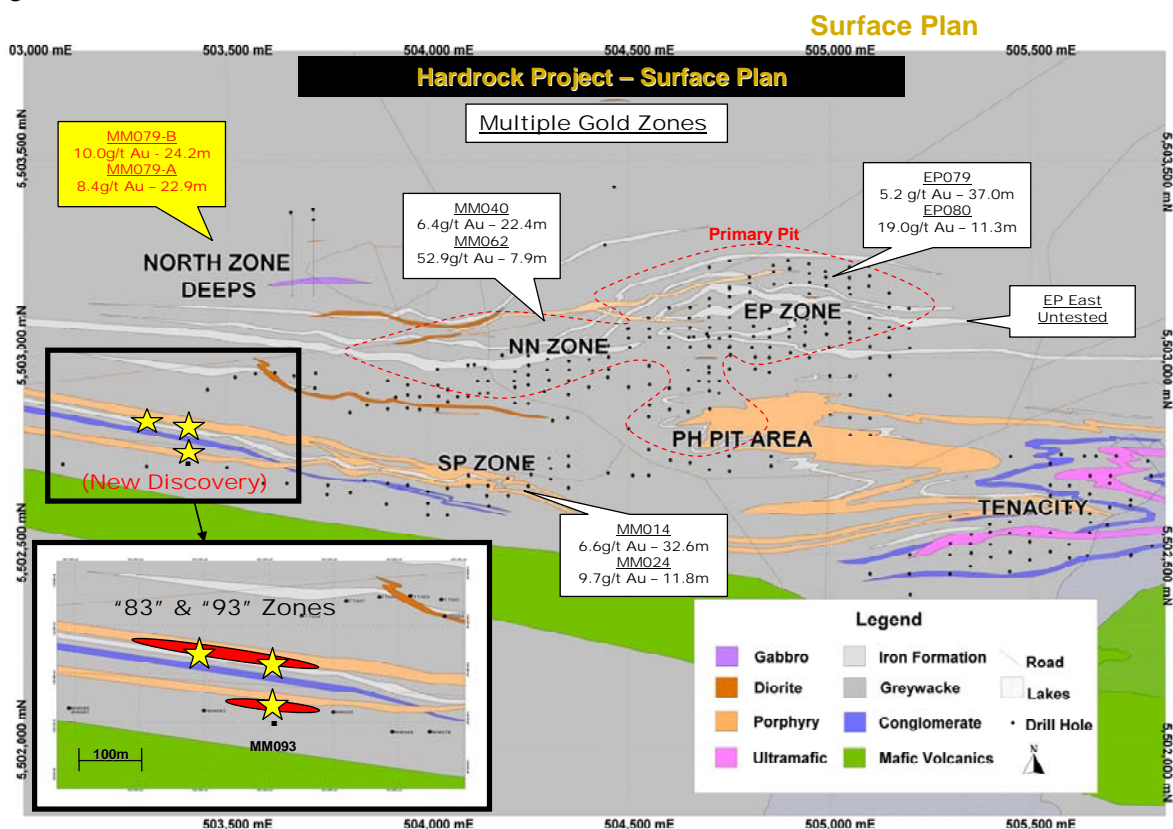 Surface Plan
03,000 mE 503,500 mE 504,000 mE 504,500 mE 505,000 mE 505,500 mE
Hardrock Project – Surface Plan
Multiple Gold Zones
5,503,500 mN
5,503,500 mN
MM079-B
10.0g/t Au - 24.2m
MM079-A
8.4g/t Au – 22.9m
EP079
5.2 g/t Au – 37.0m
EP080
19.0g/t Au – 11.3m
MM040
6.4g/t Au – 22.4m
MM062
52.9g/t Au – 7.9m
Primary Pit
NORTH ZONE
DEEPS
EP ZONE
EP East
Untested
NN ZONE
5,503,000 mN
5,503,000 mN
PH PIT AREA
SP ZONE
(New Discovery)
TENACITY
MM014
6.6g/t Au – 32.6m
MM024
9.7g/t Au – 11.8m
5,502,500 mN
5,502,500 mN
"83" & "93" Zones
MM093
100m
Legend
Gabbro
Diorite
Porphyry
Ultramafic
Iron Formation
Greywacke
Conglomerate
Mafic Volcanics
Road
Lakes
Drill Hole
N
5,502,000 mN
5,502,000 mN
503,500 mE 504,000 mE 504,500 mE 505,000 mE 505,500 mE